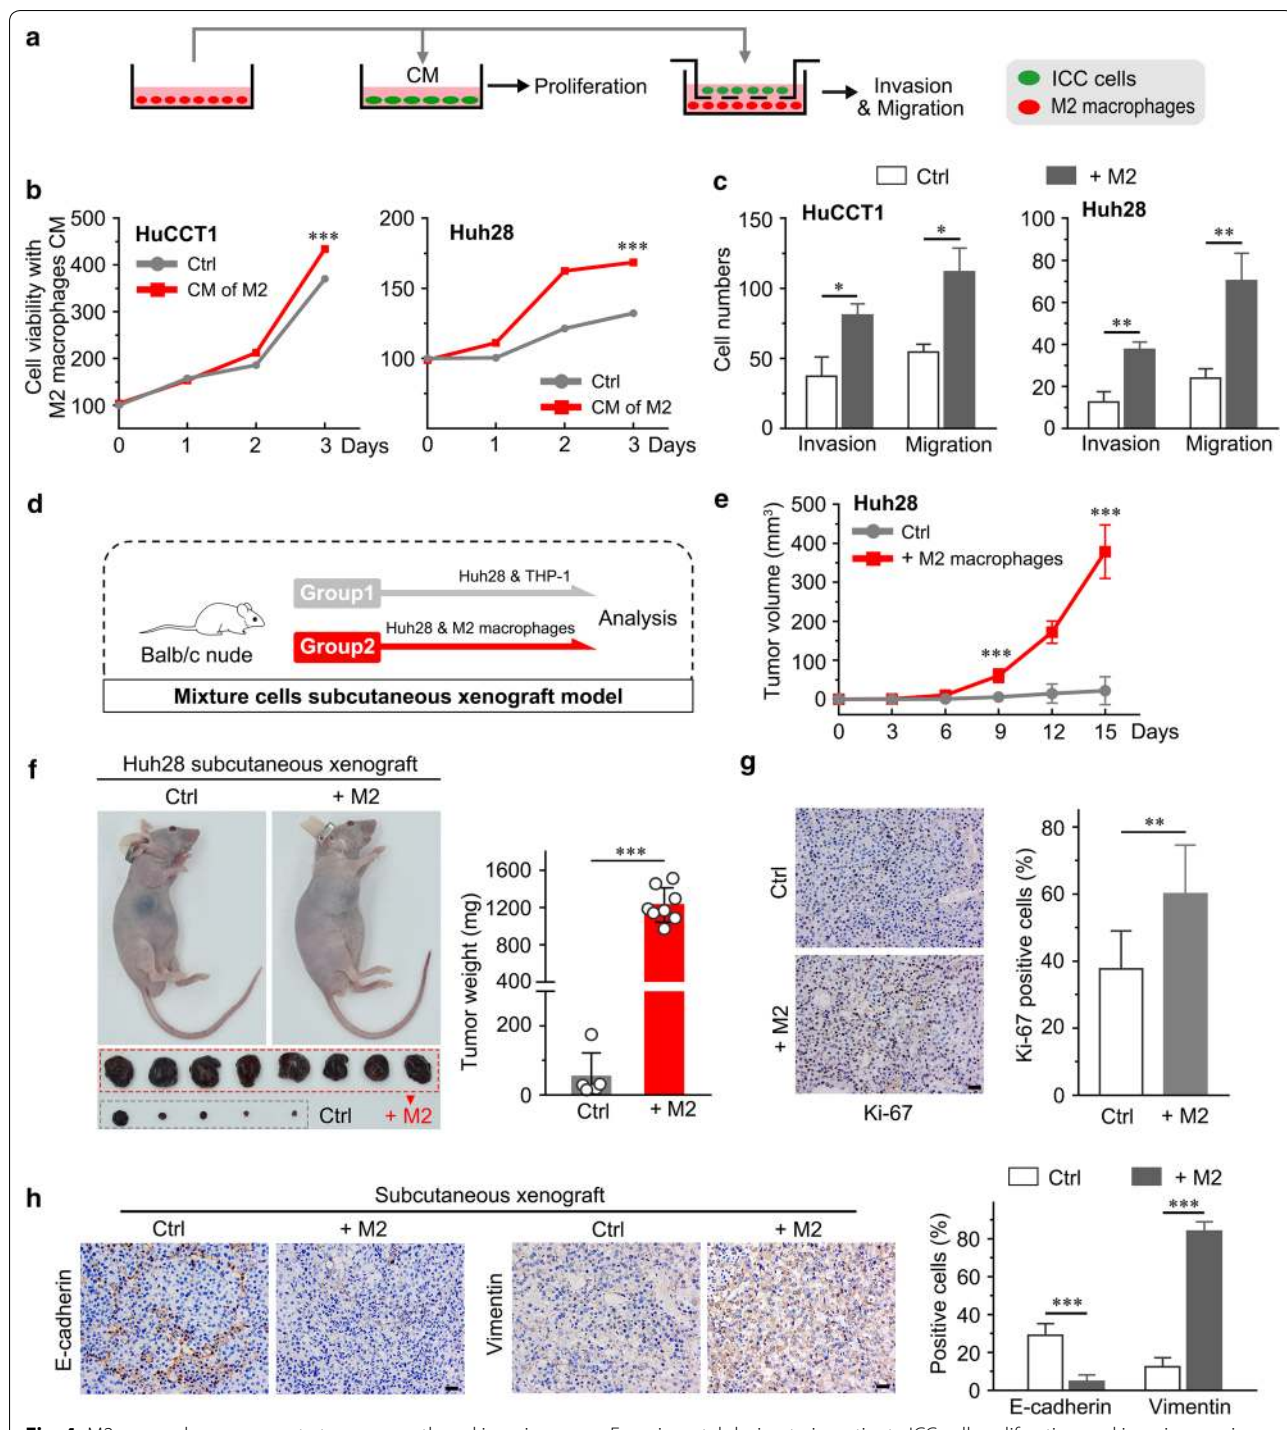 a
CM
Proliferation
Invasion
& Migration
ICC cells
M2 macrophages
b
Cell viability with
M2 macrophages CM
500
400
300
200
100
HuCCT1
Ctrl
CM of M2
***
0
1
2
3 Days
200
150
100
Huh28
***
Ctrl
CM of M2
0
1
2
3 Days
c
Ctrl
+ M2
HuCCT1
Cell numbers
150
100
50
0
*
*
Invasion
Migration
Huh28
100
80
60
40
20
0
**
**
Invasion
Migration
d
Group1
Huh28 & THP-1
Group2
Huh28 & M2 macrophages
Analysis
Balb/c nude
Mixture cells subcutaneous xenograft model
e
Huh28
Ctrl
+ M2 macrophages
Tumor volume (mm³)
500
400
300
200
100
0
***
***
0
3
6
9
12
15
Days
f
Huh28 subcutaneous xenograft
Ctrl
+ M2
Ctrl
+ M2
Tumor weight (mg)
1600
1200
800
400
200
0
***
Ctrl
+ M2
g
Ctrl
+ M2
Ki-67
Ki-67 positive cells (%)
80
60
40
20
0
**
Ctrl
+ M2
h
Subcutaneous xenograft
Ctrl
+ M2
Ctrl
+ M2
E-cadherin
Vimentin
Ctrl
+ M2
Positive cells (%)
80
60
40
20
0
***
***
E-cadherin
Vimentin